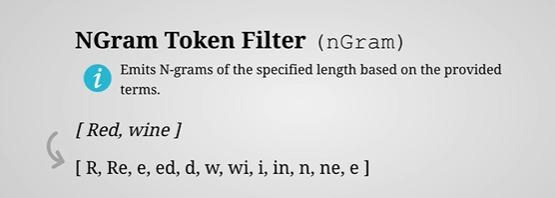 NGram Token Filter (nGram)
i Emits N-grams of the specified length based on the provided
terms.
[ Red, wine ]
[ R, Re, e, ed, d, w, wi, i, in, n, ne, e ]